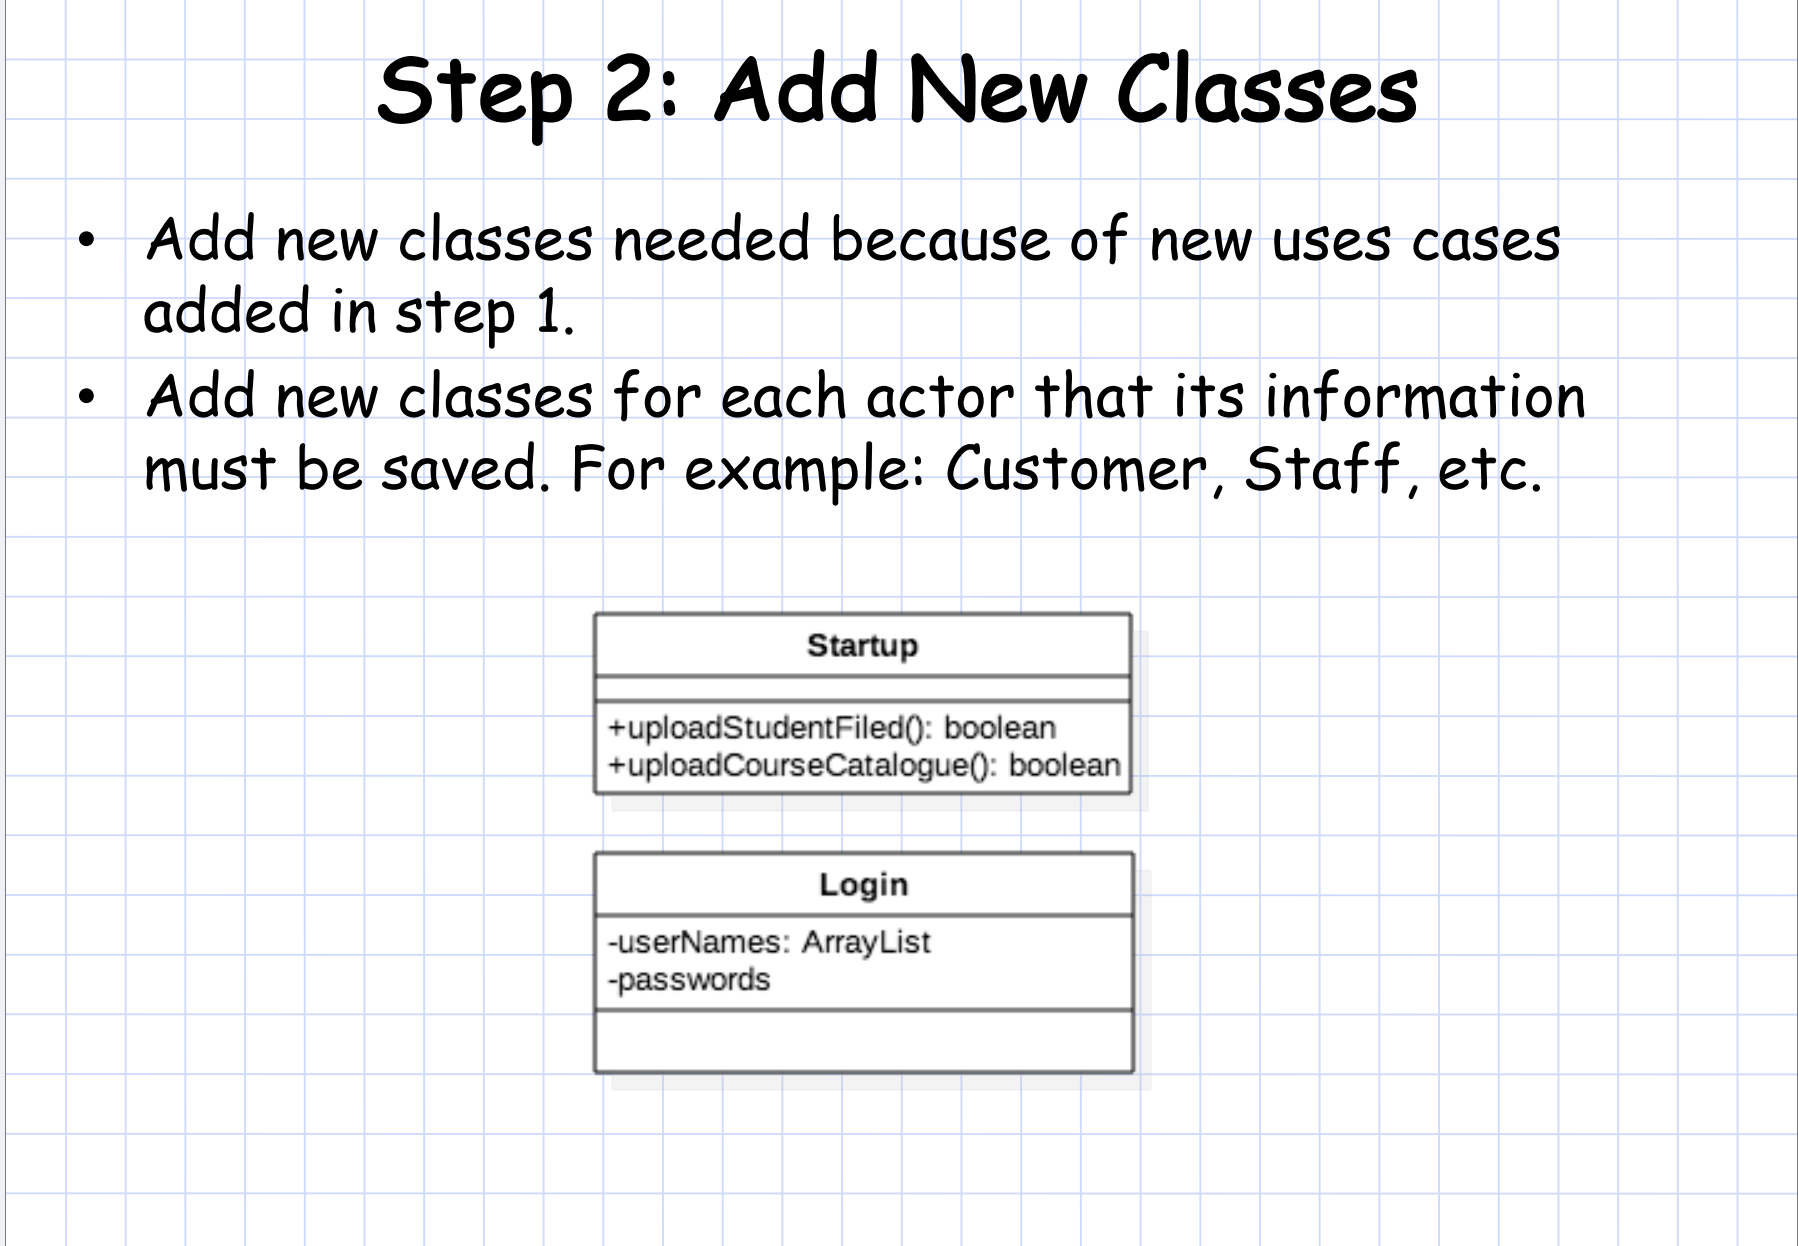 Step 2: Add New Classes
• Add new classes needed because of new uses cases
added in step 1.
• Add new classes for each actor that its information
must be saved. For example: Customer, Staff, etc.
Startup
+uploadStudentFiled(): boolean
+uploadCourseCatalogue(): boolean
Login
-userNames: ArrayList
-passwords